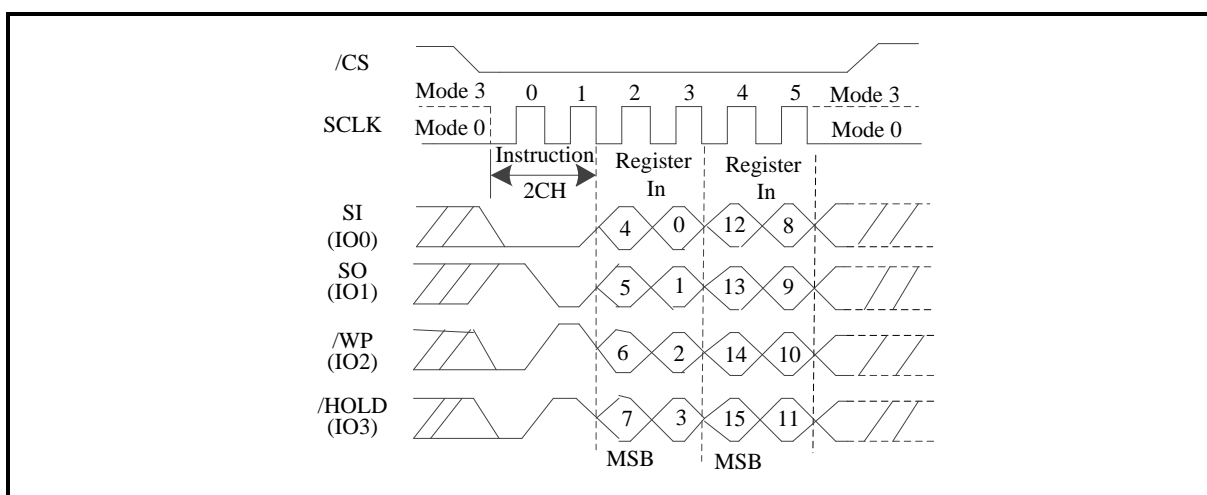 /CS
Mode 3 0 1 2 3 4 5 Mode 3
SCLK Mode 0 Mode 0
Instruction Register Register
2CH In In
SI
(IO0) 4 0 12 8
SO
(IO1) 5 1 13 9
/WP
(IO2) 6 2 14 10
/HOLD
(IO3) 7 3 15 11
MSB MSB